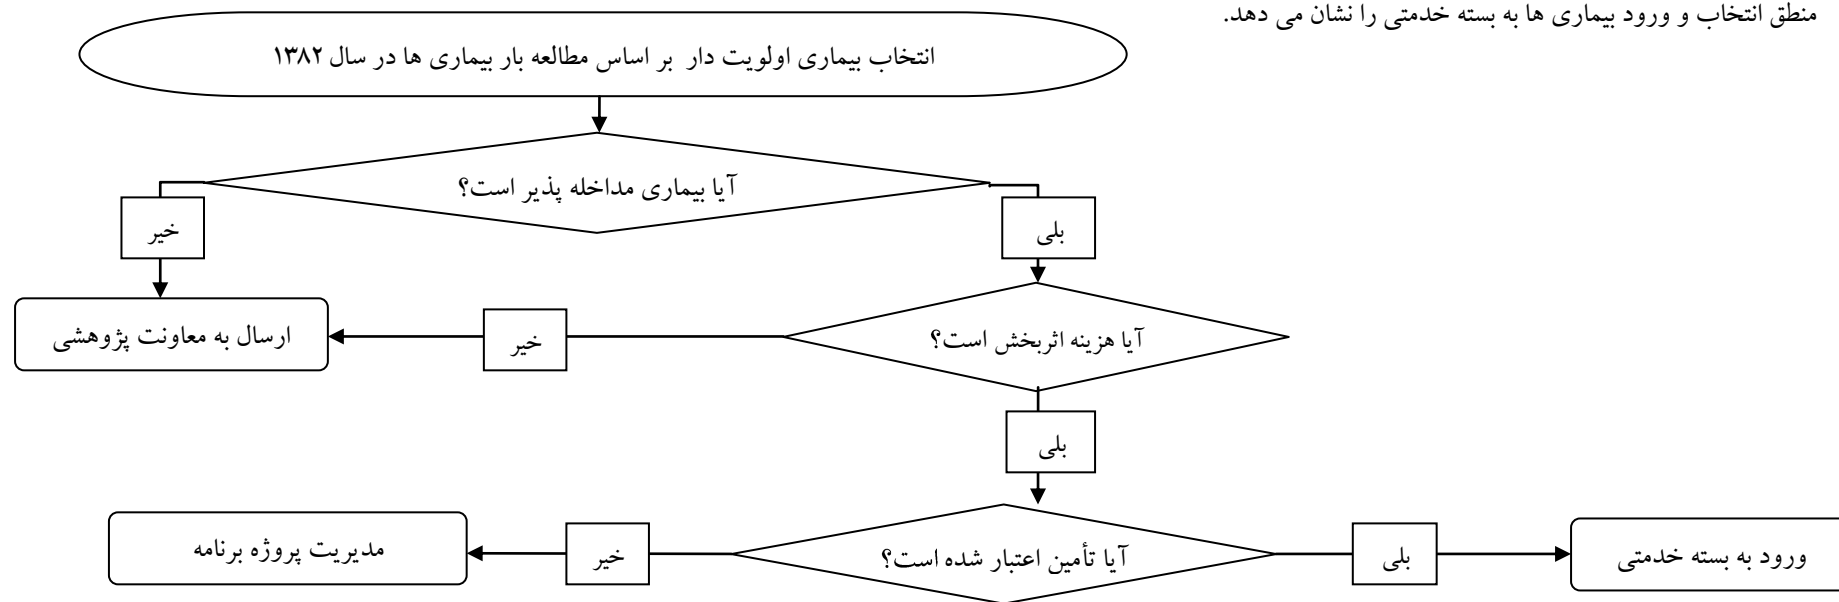 منطق انتخاب و ورود بیماری ها به بسته خدمتی را نشان می دهد.
انتخاب بیماری اولویت دار بر اساس مطالعه بار بیماری ها در سال ۱۳۸۲
آیا بیماری مداخله پذیر است؟
بلی
خیر
آیا هزینه اثربخش است؟
خیر
ارسال به معاونت پژوهشی
بلی
آیا تأمین اعتبار شده است؟
بلی
ورود به بسته خدمتی
خیر
مدیریت پروژه برنامه